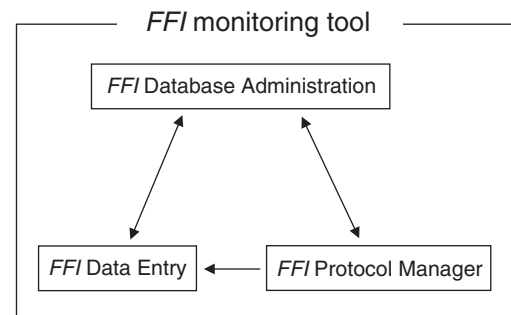 FFI monitoring tool
FFI Database Administration
FFI Data Entry
FFI Protocol Manager